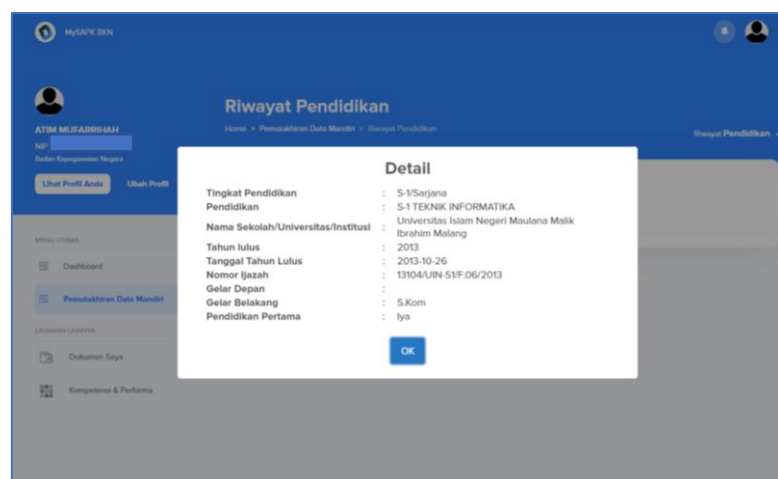 MySAPK BKN
ATIM MUFARRIHAH
NIP
Badan Kepegawaian Negara
Lihat Profil Anda Ubah Profil
MENU UTAMA
Dashboard
Pemutakhiran Data Mandiri
LAYANAN LAINNYA
Dokumen Saya
Kompetensi & Performa
Riwayat Pendidikan
Home > Pemutakhiran Data Mandiri > Riwayat Pendidikan
Riwayat Pendidikan
Detail
Tingkat Pendidikan : S-1/Sarjana
Pendidikan : S-1 TEKNIK INFORMATIKA
Nama Sekolah/Universitas/Institusi : Universitas Islam Negeri Maulana Malik
Ibrahim Malang
Tahun lulus : 2013
Tanggal Tahun Lulus : 2013-10-26
Nomor Ijazah : 13104/UIN-S1/F.06/2013
Gelar Depan :
Gelar Belakang : S.Kom
Pendidikan Pertama : Iya
OK